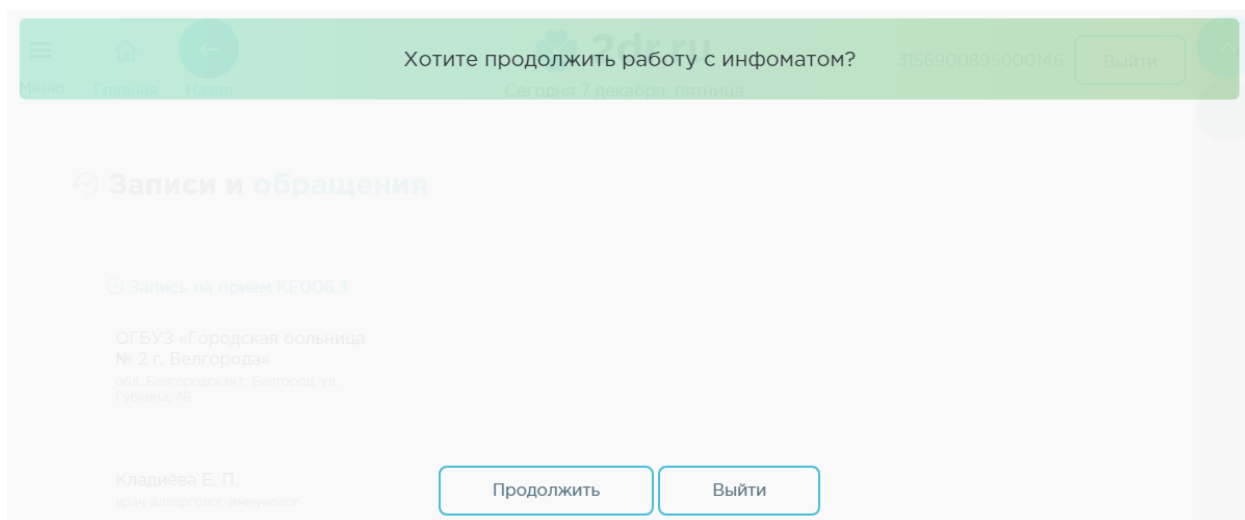 Хотите продолжить работу с инфоматом?
2dr.ru
3156900895000146
Выйти
Меню
Главная
Назад
Сегодня 7 декабря, пятница
Записи и обращения
Запись на прием KE006.3
ОГБУЗ «Городская больница
№ 2 г. Белгорода»
обл. Белгородская г. Белгород, ул.
Губкина, 46
Кладиёва Е. П.
врач-аллерголог-иммунолог
Продолжить
Выйти